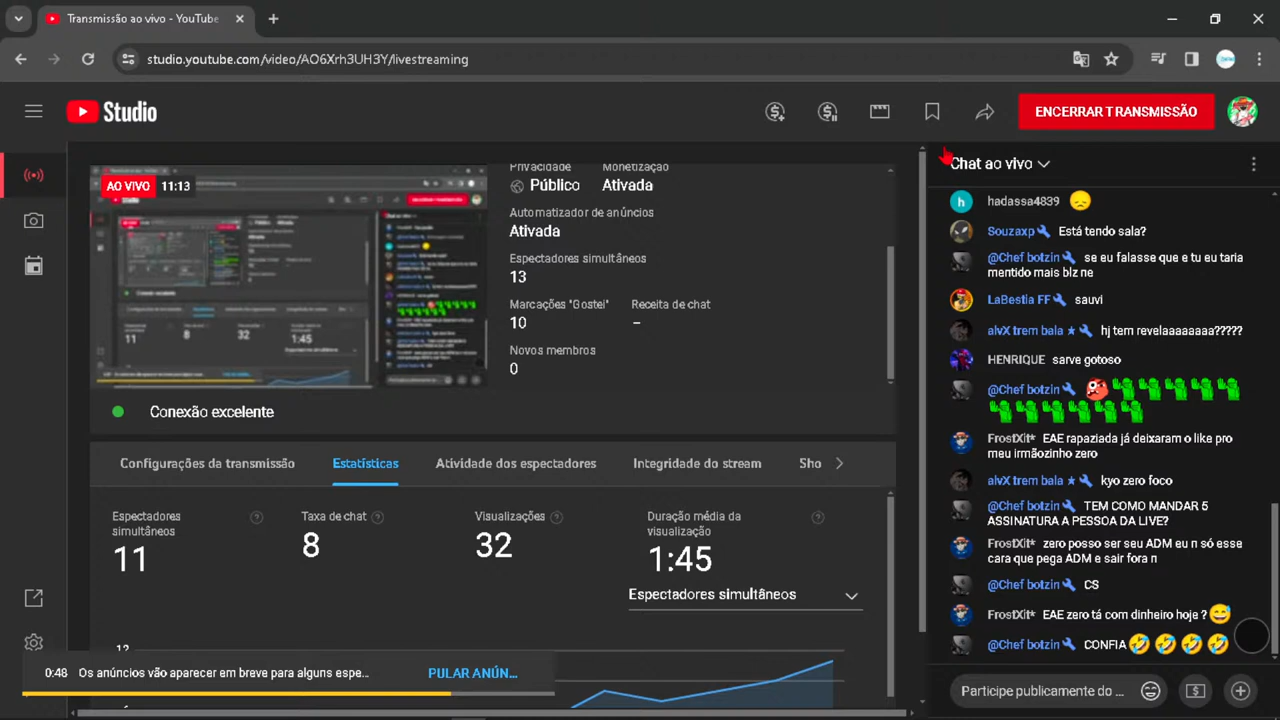 Transmissão ao vivo - YouTube
studio.youtube.com/video/AO6Xrh3UH3Y/livestreaming
Studio
ENCERRAR TRANSMISSÃO
AO VIVO 11:13
Privacidade
Monetização
Público
Ativada
Automatizador de anúncios
Ativada
Espectadores simultâneos
13
Marcações "Gostei"
Receita de chat
10
–
Novos membros
0
Conexão excelente
Configurações da transmissão
Estatísticas
Atividade dos espectadores
Integridade do stream
Sho
Espectadores
simultâneos
11
Taxa de chat
8
Visualizações
32
Duração média da
visualização
1:45
Espectadores simultâneos
12
0:48 Os anúncios vão aparecer em breve para alguns espe...
PULAR ANÚN...
Chat ao vivo
h
hadassa4839
Souzaxp Está tendo sala?
@Chef botzin se eu falasse que e tu eu taria
mentido mais blz ne
LaBestia FF sauvi
alvX trem bala ★ hj tem revelaaaaaaaa?????
HENRIQUE sarve gotoso
@Chef botzin
FrostXit* EAE rapaziada já deixaram o like pro
meu irmãozinho zero
alvX trem bala ★ kyo zero foco
@Chef botzin TEM COMO MANDAR 5
ASSINATURA A PESSOA DA LIVE?
FrostXit* zero posso ser seu ADM eu n só esse
cara que pega ADM e sair fora n
@Chef botzin CS
FrostXit* EAE zero tá com dinheiro hoje ?
@Chef botzin CONFIA
Participe publicamente do ...